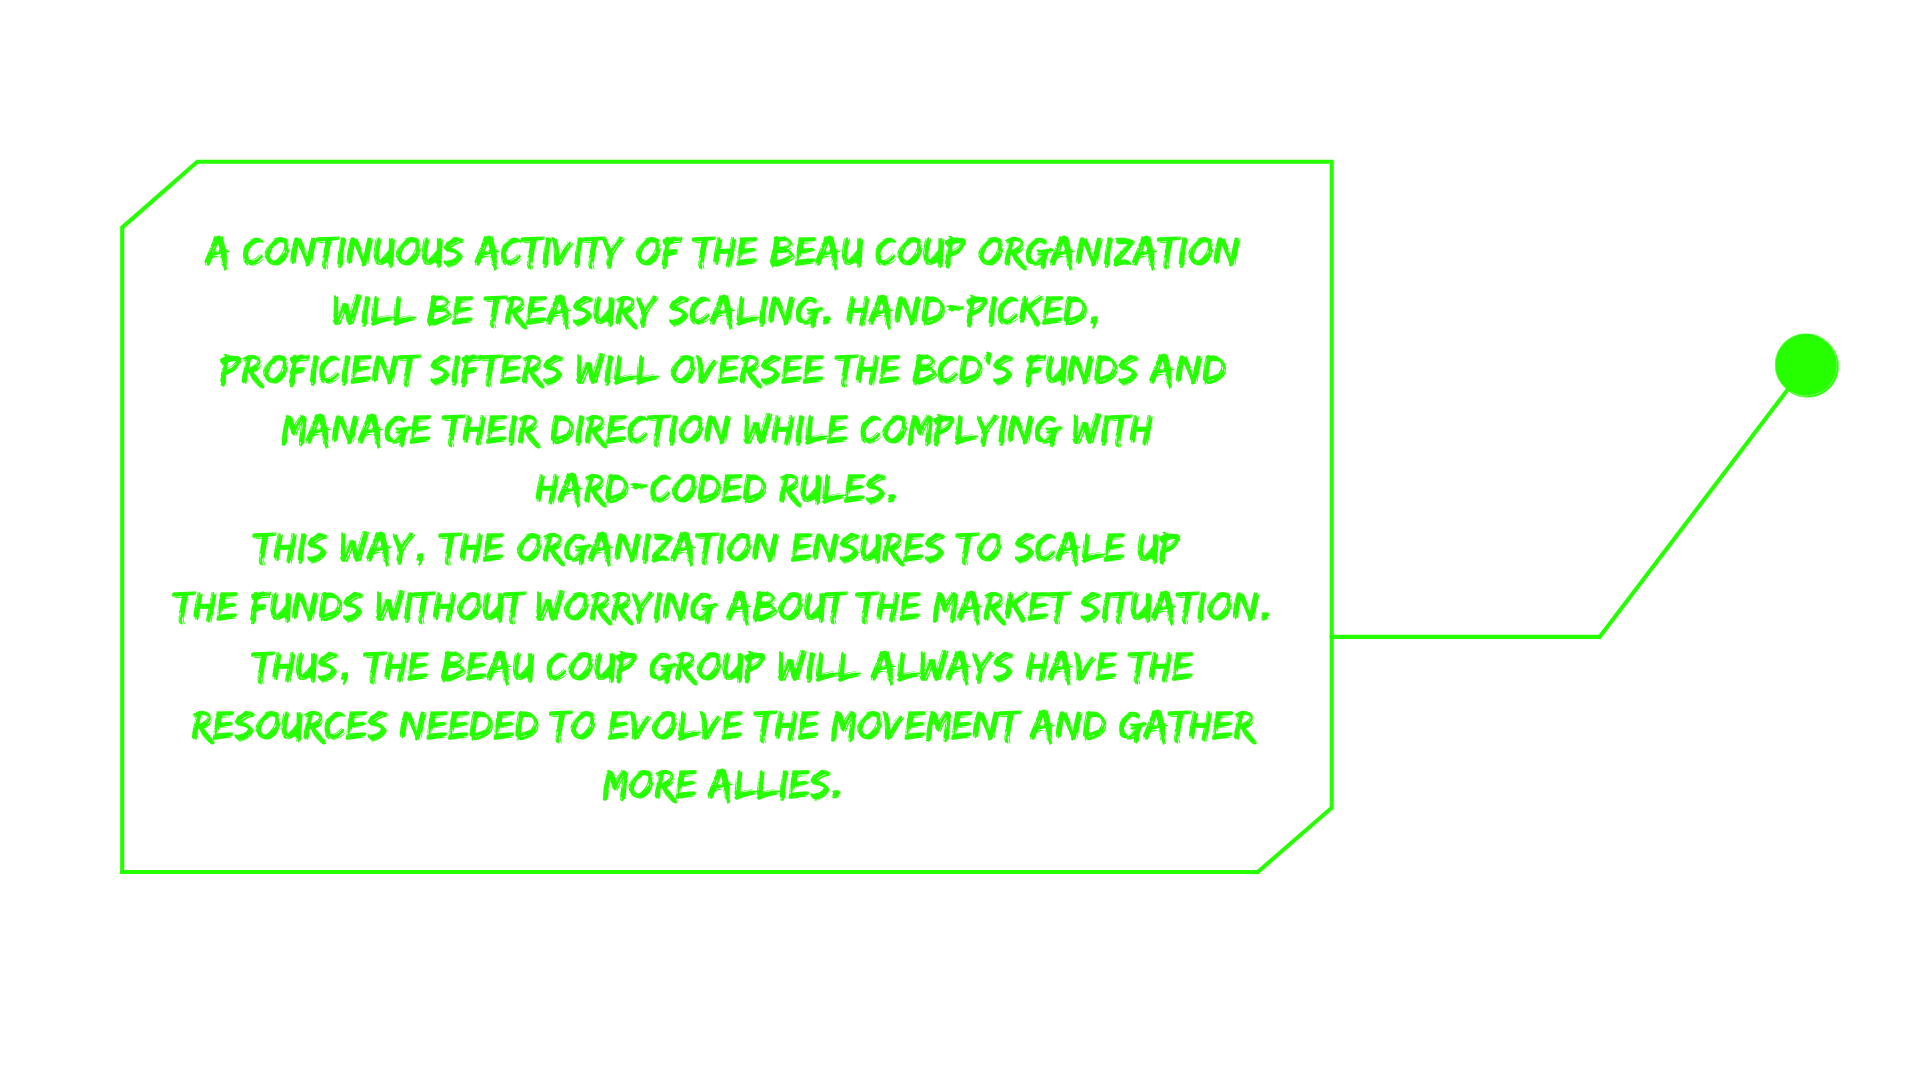 A CONTINUOUS ACTIVITY OF THE BEAU COUP ORGANIZATION
WILL BE TREASURY SCALING. HAND-PICKED,
PROFICIENT SIFTERS WILL OVERSEE THE BCD'S FUNDS AND
MANAGE THEIR DIRECTION WHILE COMPLYING WITH
HARD-CODED RULES.
THIS WAY, THE ORGANIZATION ENSURES TO SCALE UP
THE FUNDS WITHOUT WORRYING ABOUT THE MARKET SITUATION.
THUS, THE BEAU COUP GROUP WILL ALWAYS HAVE THE
RESOURCES NEEDED TO EVOLVE THE MOVEMENT AND GATHER
MORE ALLIES.